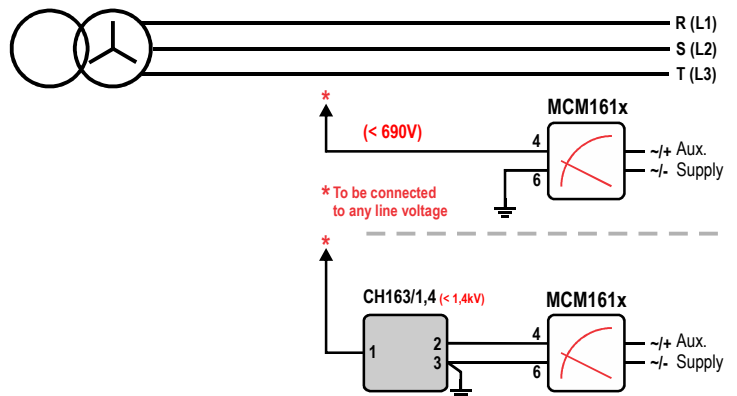 R (L1)
S (L2)
T (L3)
*
(< 690V)
MCM161x
4
6
~/+ Aux.
~/- Supply
* To be connected
to any line voltage
*
CH163/1,4 (< 1,4kV)
1
2
3
MCM161x
4
6
~/+ Aux.
~/- Supply